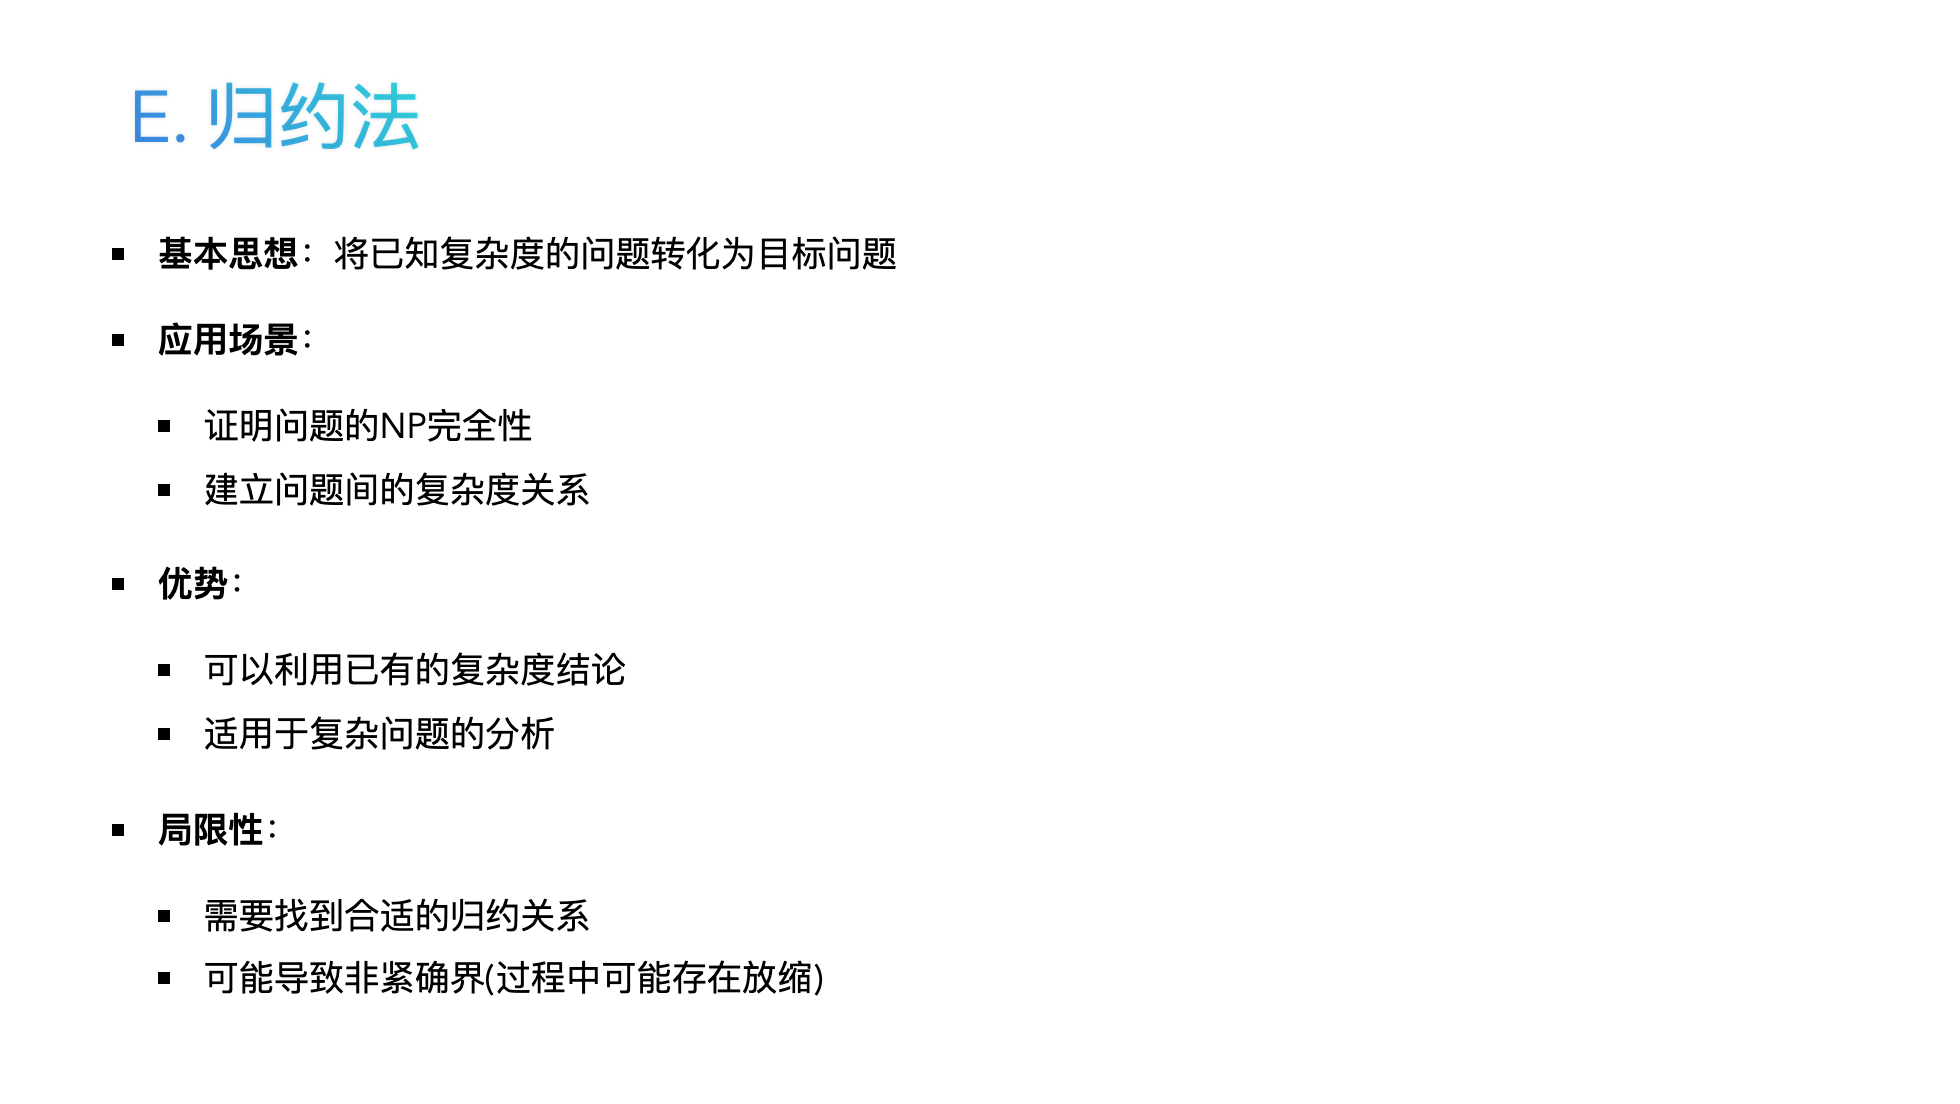 E. 归约法
基本思想：将已知复杂度的问题转化为目标问题
应用场景：
证明问题的NP完全性
建立问题间的复杂度关系
优势：
可以利用已有的复杂度结论
适用于复杂问题的分析
局限性：
需要找到合适的归约关系
可能导致非紧确界(过程中可能存在放缩)